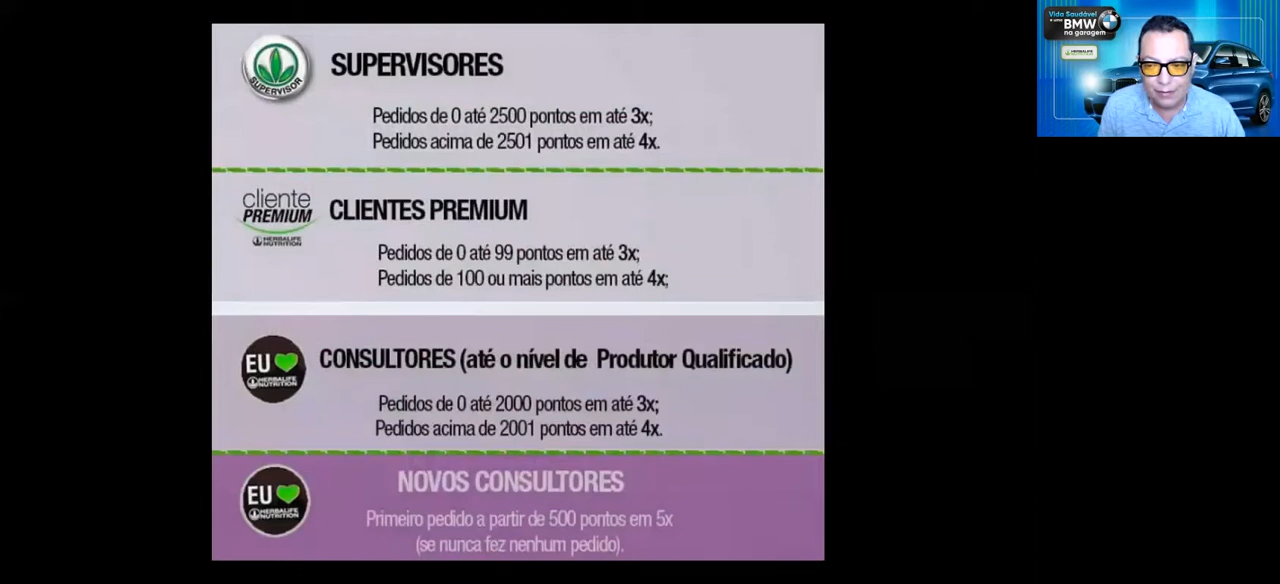 SUPERVISOR
SUPERVISORES
Pedidos de 0 até 2500 pontos em até 3x;
Pedidos acima de 2501 pontos em até 4x.
cliente
PREMIUM
HERBALIFE
NUTRITION
CLIENTES PREMIUM
Pedidos de 0 até 99 pontos em até 3x;
Pedidos de 100 ou mais pontos em até 4x;
EU
HERBALIFE
NUTRITION
CONSULTORES (até o nível de Produtor Qualificado)
Pedidos de 0 até 2000 pontos em até 3x;
Pedidos acima de 2001 pontos em até 4x.
EU
HERBALIFE
NUTRITION
NOVOS CONSULTORES
Primeiro pedido a partir de 500 pontos em 5x
(se nunca fez nenhum pedido).
Vida Saudável
e uma
BMW
na garagem
HERBALIFE